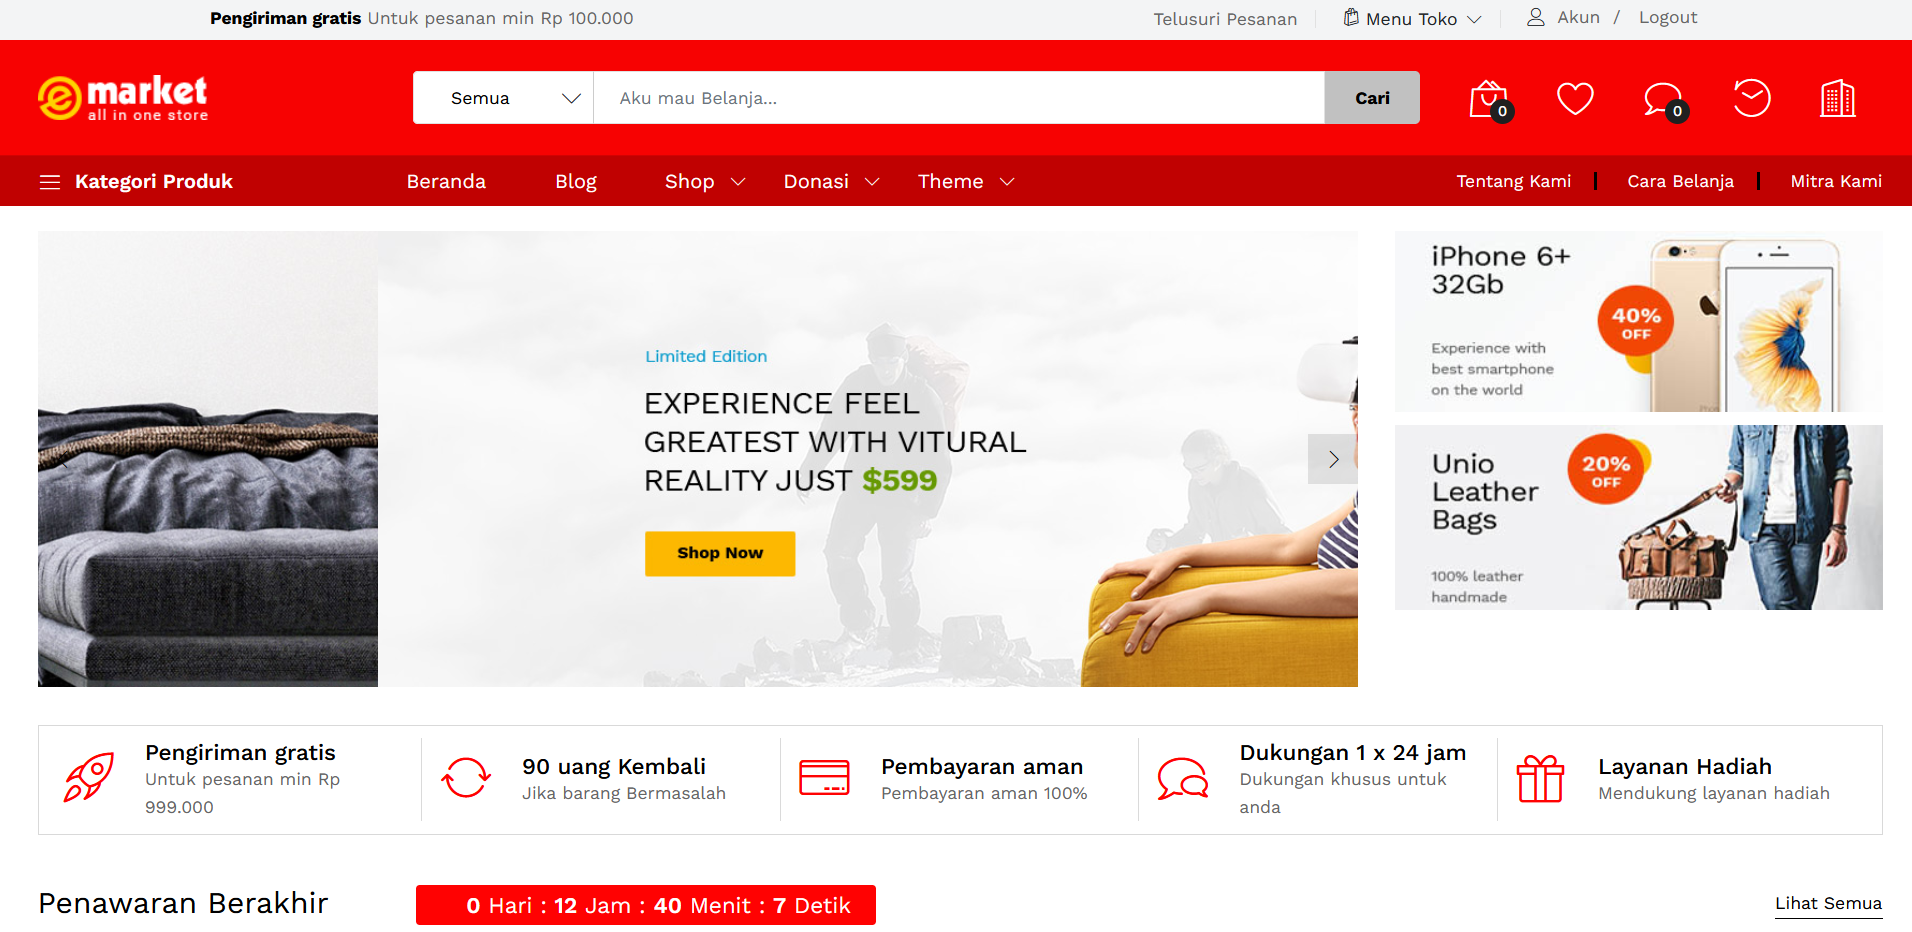 Pengiriman gratis Untuk pesanan min Rp 100.000
Telusuri Pesanan
Menu Toko
Akun / Logout
e market
all in one store
Semua
Aku mau Belanja...
Cari
0
0
Kategori Produk
Beranda
Blog
Shop
Donasi
Theme
Tentang Kami
Cara Belanja
Mitra Kami
Limited Edition
EXPERIENCE FEEL
GREATEST WITH VITURAL
REALITY JUST $599
Shop Now
iPhone 6+
32Gb
40%
OFF
Experience with
best smartphone
on the world
Unio
Leather
Bags
20%
OFF
100% leather
handmade
Pengiriman gratis
Untuk pesanan min Rp
999.000
90 uang Kembali
Jika barang Bermasalah
Pembayaran aman
Pembayaran aman 100%
Dukungan 1 x 24 jam
Dukungan khusus untuk
anda
Layanan Hadiah
Mendukung layanan hadiah
Penawaran Berakhir
0 Hari : 12 Jam : 40 Menit : 7 Detik
Lihat Semua